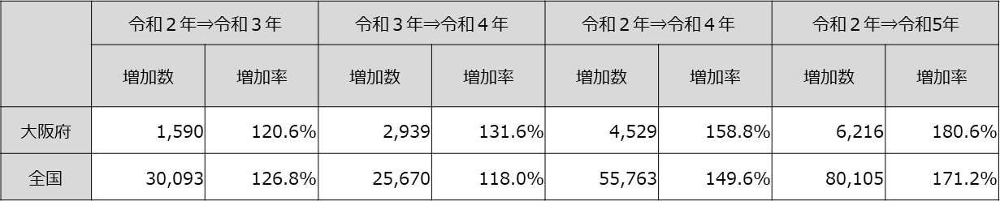 令和２年⇒令和３年 令和３年⇒令和４年 令和２年⇒令和４年 令和２年⇒令和5年
増加数 増加率 増加数 増加率 増加数 増加率 増加数 増加率
大阪府 1,590 120.6% 2,939 131.6% 4,529 158.8% 6,216 180.6%
全国 30,093 126.8% 25,670 118.0% 55,763 149.6% 80,105 171.2%